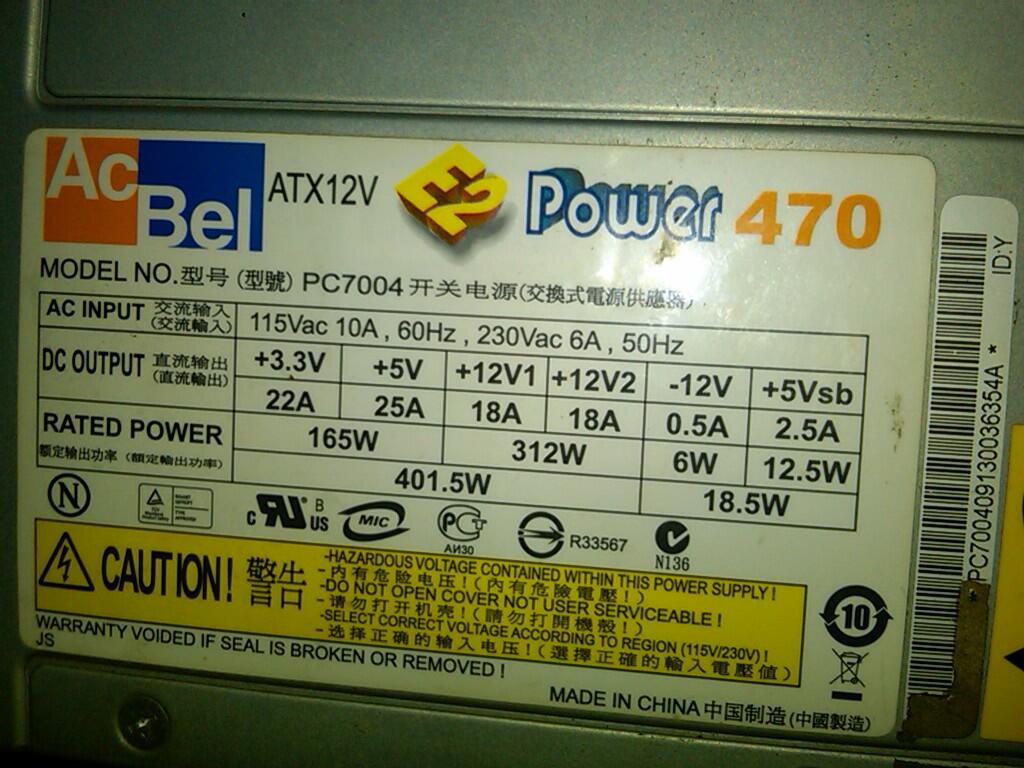 AcBel ATX12V E2 Power 470
MODEL NO.型号 (型號) PC7004 开关电源(交換式電源供應器)
AC INPUT 交流输入 (交流輸入) 115Vac 10A , 60Hz , 230Vac 6A , 50Hz
DC OUTPUT 直流输出 (直流輸出) +3.3V +5V +12V1 +12V2 -12V +5Vsb
22A 25A 18A 18A 0.5A 2.5A
RATED POWER 额定输出功率 (額定輸出功率) 165W 312W 6W 12.5W
401.5W 18.5W
N
c RU US B
MIC
PCT
АИ30
R33567
N136
CAUTION! 警告
-HAZARDOUS VOLTAGE CONTAINED WITHIN THIS POWER SUPPLY !
-内有危险电压!(內有危險電壓!)
-DO NOT OPEN COVER NOT USER SERVICEABLE !
-请勿打开机壳!(請勿打開機殼!)
-SELECT CORRECT VOLTAGE ACCORDING TO REGION (115V/230V) !
-选择正确的输入电压!(選擇正確的輸入電壓值)
10
WARRANTY VOIDED IF SEAL IS BROKEN OR REMOVED !
JS
MADE IN CHINA 中国制造 (中國製造)
ID:Y
PC700409130036354A *